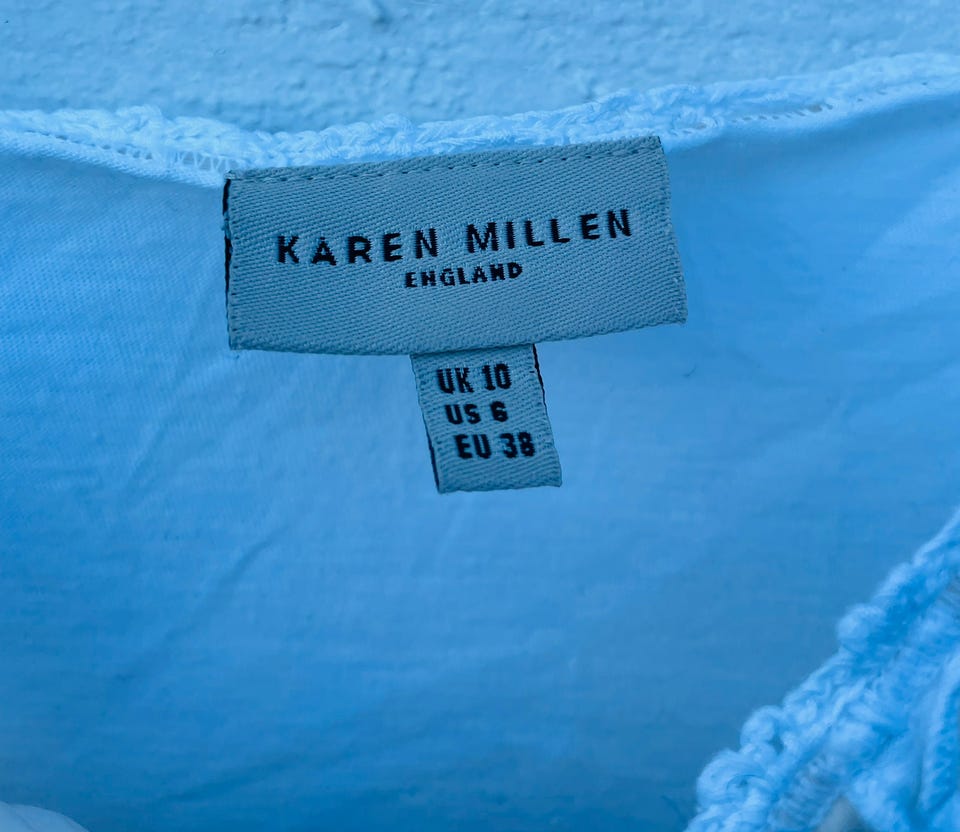 KAREN MILLEN
ENGLAND
UK 10
US 6
EU 38